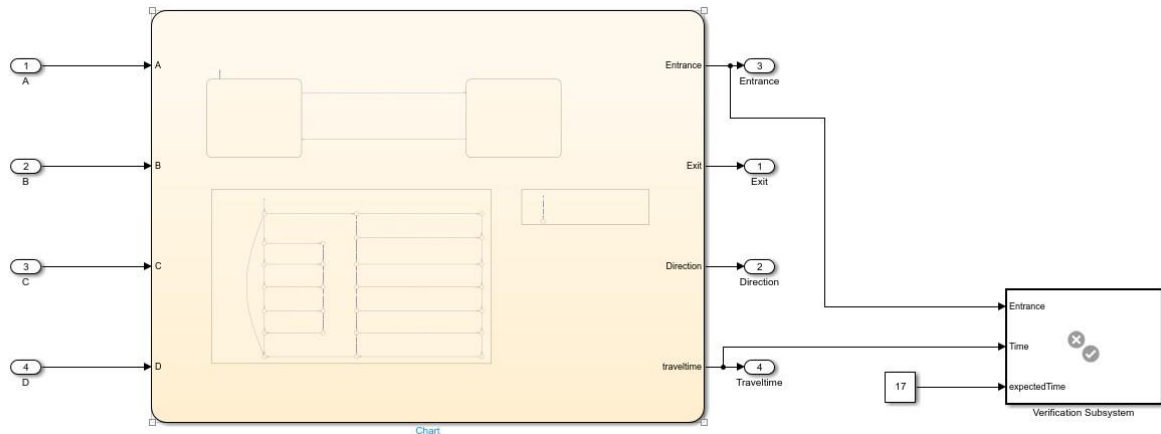 1
A
A
Entrance
3
Entrance
2
B
B
Exit
1
Exit
3
C
C
Direction
2
Direction
Entrance
4
D
D
traveltime
4
Traveltime
Time
17
expectedTime
Verification Subsystem
Chart